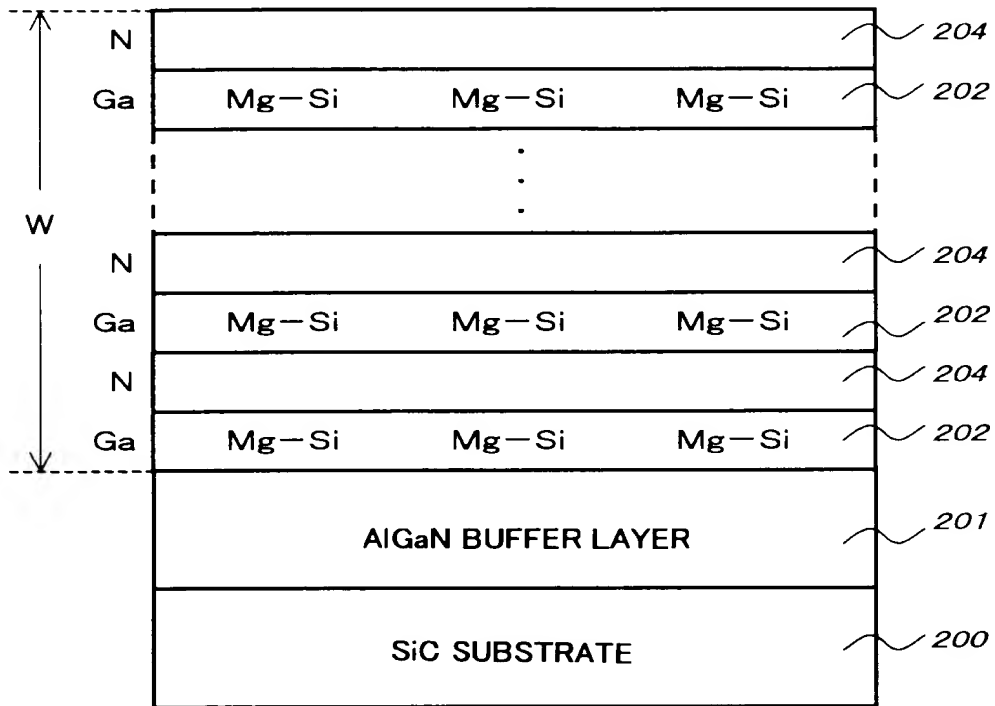 N 204
Ga Mg-Si Mg-Si Mg-Si 202
W
N 204
Ga Mg-Si Mg-Si Mg-Si 202
N 204
Ga Mg-Si Mg-Si Mg-Si 202
AlGaN BUFFER LAYER 201
SiC SUBSTRATE 200